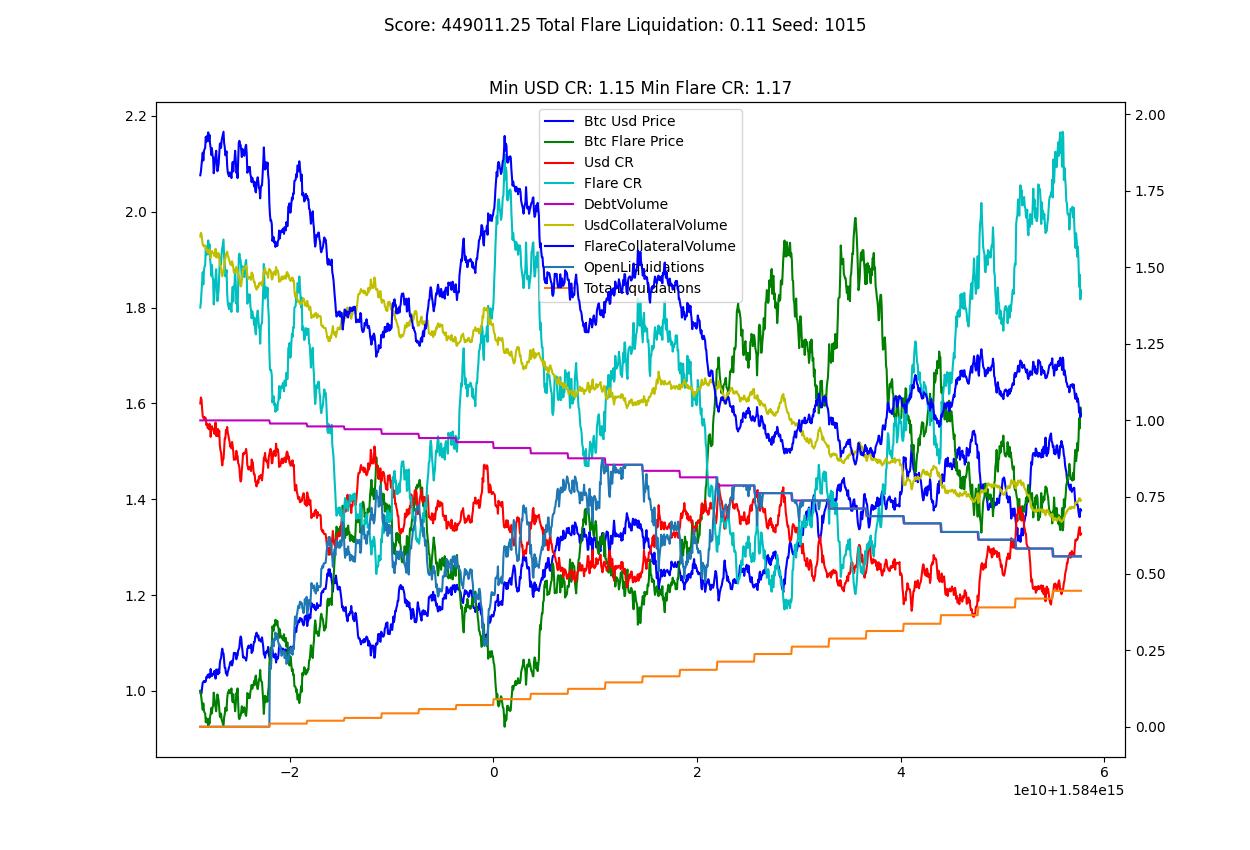 Score: 449011.25 Total Flare Liquidation: 0.11 Seed: 1015
Min USD CR: 1.15 Min Flare CR: 1.17
2.2
2.0
1.8
1.6
1.4
1.2
1.0
Btc Usd Price
Btc Flare Price
Usd CR
Flare CR
DebtVolume
UsdCollateralVolume
FlareCollateralVolume
OpenLiquidations
TotalLiquidations
2.00
1.75
1.50
1.25
1.00
0.75
0.50
0.25
0.00
−2
0
2
4
6
1e10+1.584e15